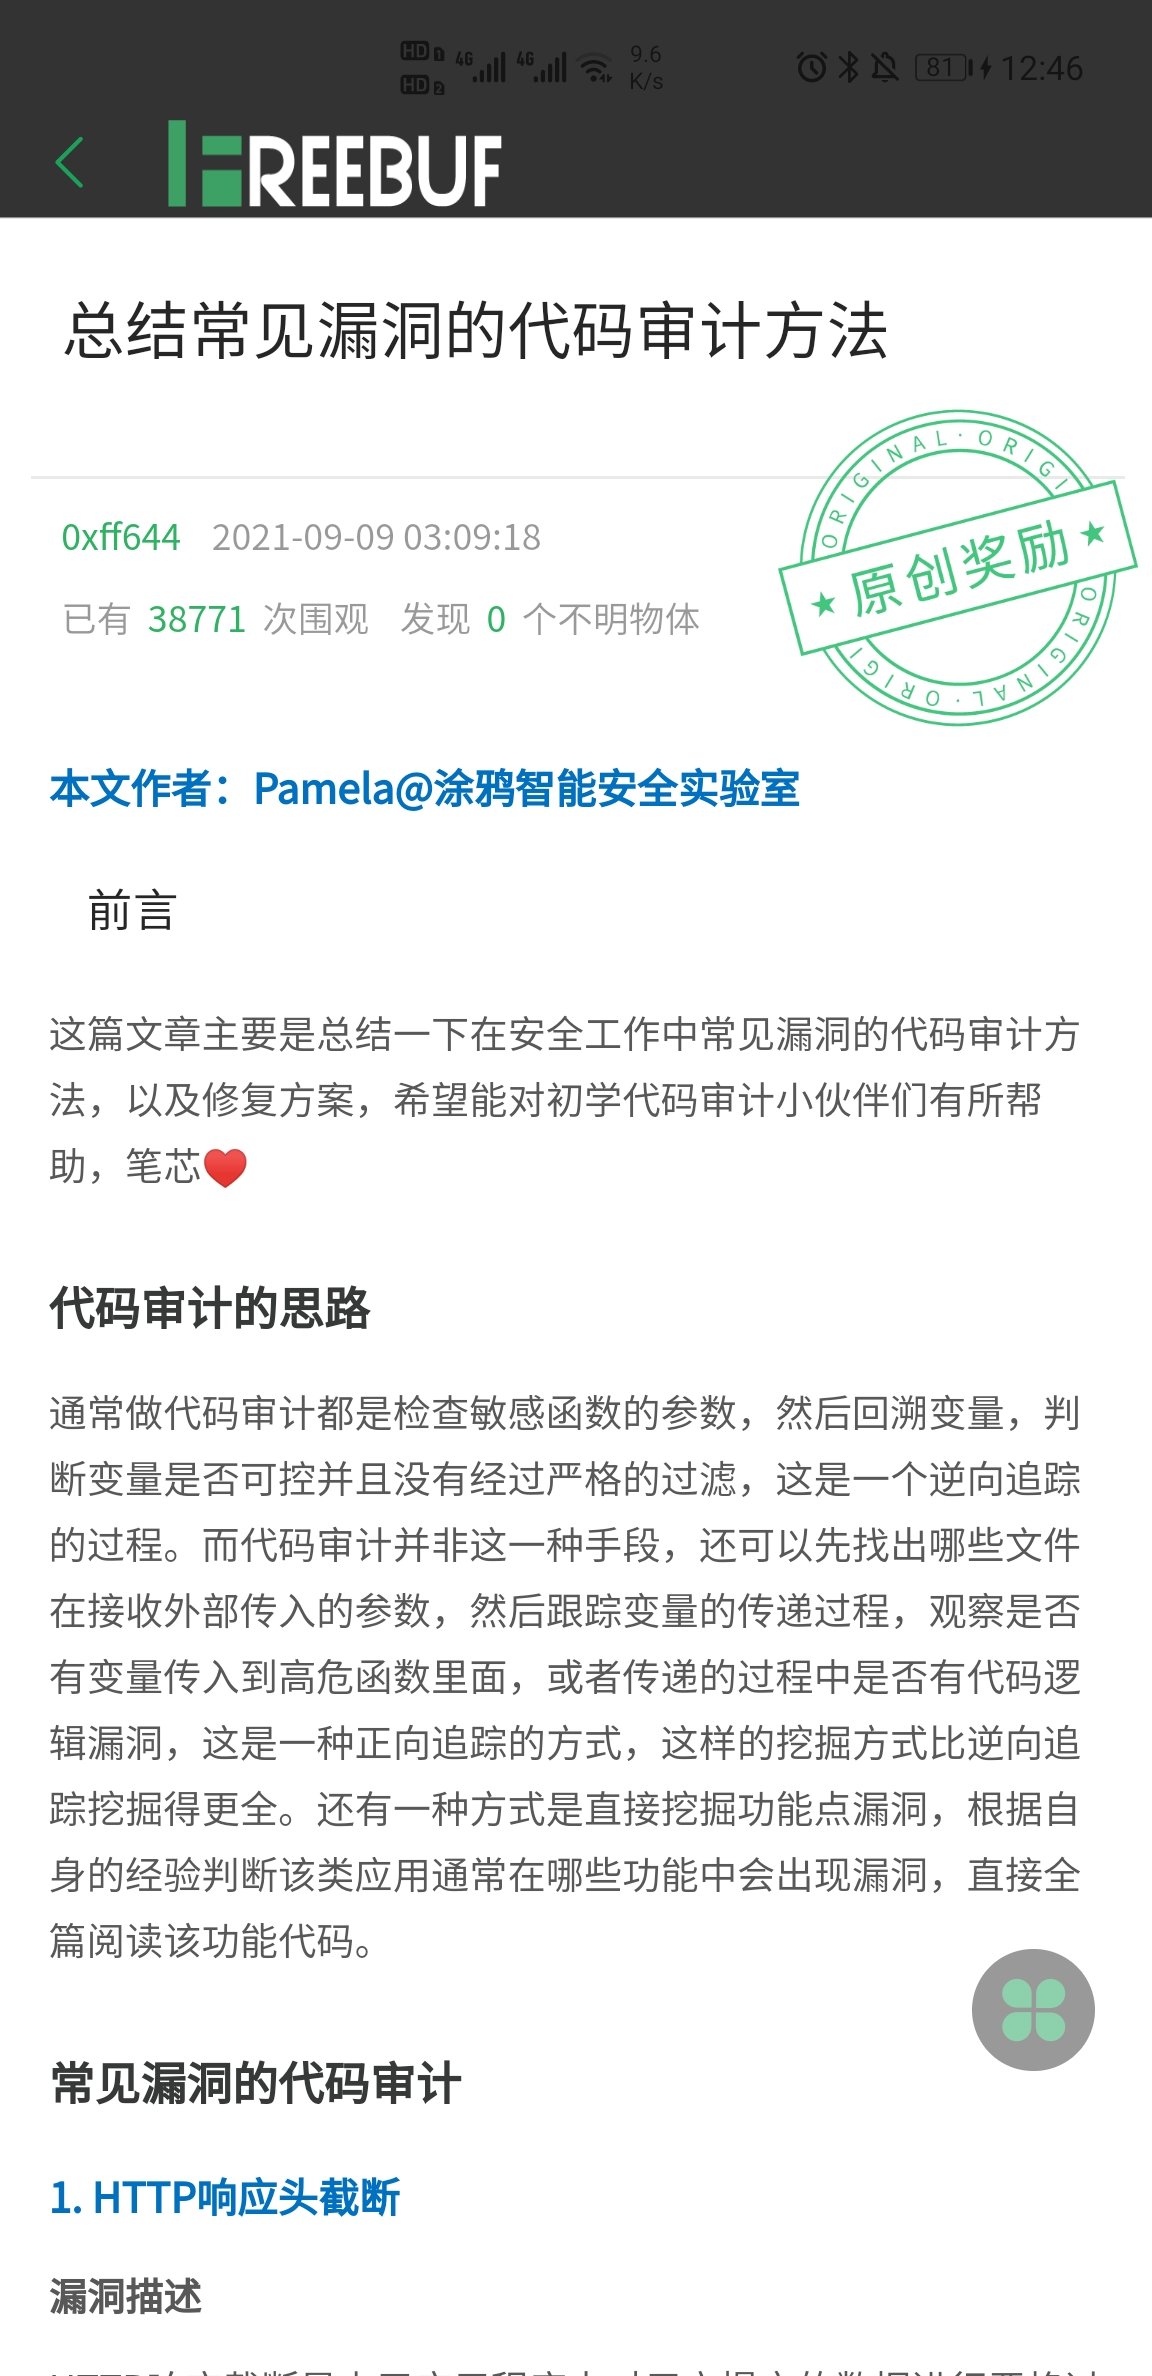 HD 1 4G 4G 9.6 K/s 81 12:46
HD 2
FREEBUF
总结常见漏洞的代码审计方法
ORIGINAL · ORIGI
0xff644 2021-09-09 03:09:18
★ 原创奖励 ★
已有 38771 次围观 发现 0 个不明物体
ORIGINAL · ORIGI
本文作者：Pamela@涂鸦智能安全实验室
前言
这篇文章主要是总结一下在安全工作中常见漏洞的代码审计方
法，以及修复方案，希望能对初学代码审计小伙伴们有所帮
助，笔芯❤️
代码审计的思路
通常做代码审计都是检查敏感函数的参数，然后回溯变量，判
断变量是否可控并且没有经过严格的过滤，这是一个逆向追踪
的过程。而代码审计并非这一种手段，还可以先找出哪些文件
在接收外部传入的参数，然后跟踪变量的传递过程，观察是否
有变量传入到高危函数里面，或者传递的过程中是否有代码逻
辑漏洞，这是一种正向追踪的方式，这样的挖掘方式比逆向追
踪挖掘得更全。还有一种方式是直接挖掘功能点漏洞，根据自
身的经验判断该类应用通常在哪些功能中会出现漏洞，直接全
篇阅读该功能代码。
常见漏洞的代码审计
1. HTTP响应头截断
漏洞描述